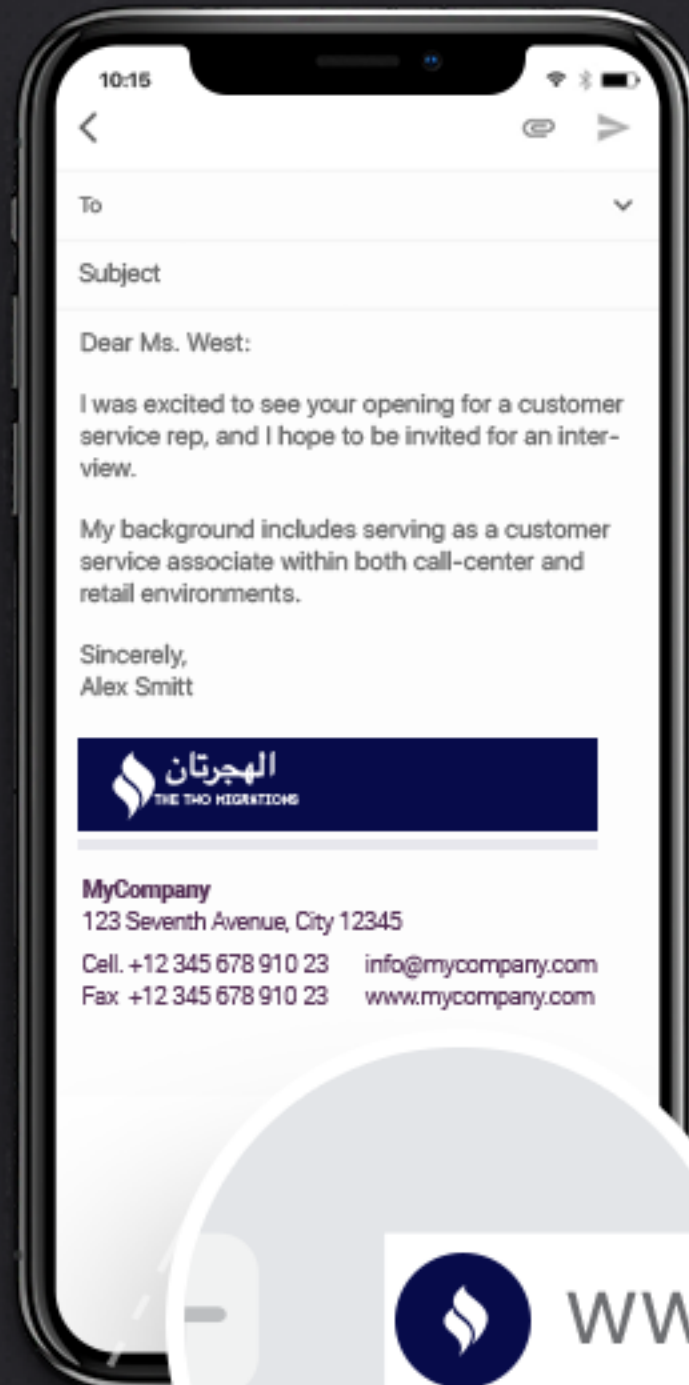 10:15
To
Subject
Dear Ms. West:
I was excited to see your opening for a customer
service rep, and I hope to be invited for an inter-
view.
My background includes serving as a customer
service associate within both call-center and
retail environments.
Sincerely,
Alex Smitt
الهجرتان
THE TWO MIGRATIONS
MyCompany
123 Seventh Avenue, City 12345
Cell. +12 345 678 910 23 info@mycompany.com
Fax +12 345 678 910 23 www.mycompany.com